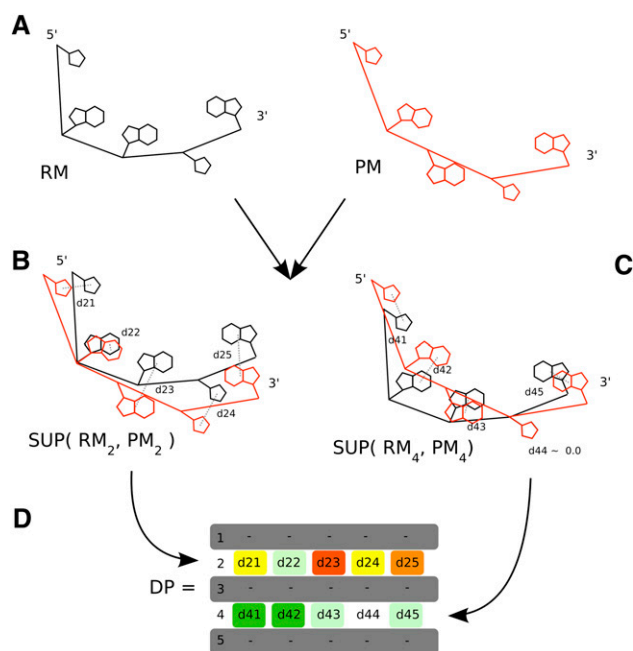 A
5'
3'
RM
PM
3'
B
C
5'
d21
d22
d23
d24
d25
3'
SUP( RM2, PM2 )
5'
d41
d42
d43
d45
3'
SUP( RM4, PM4)
d44 ~ 0.0
D
DP =
1 - - - - -
2 d21 d22 d23 d24 d25
3 - - - - -
4 d41 d42 d43 d44 d45
5 - - - - -